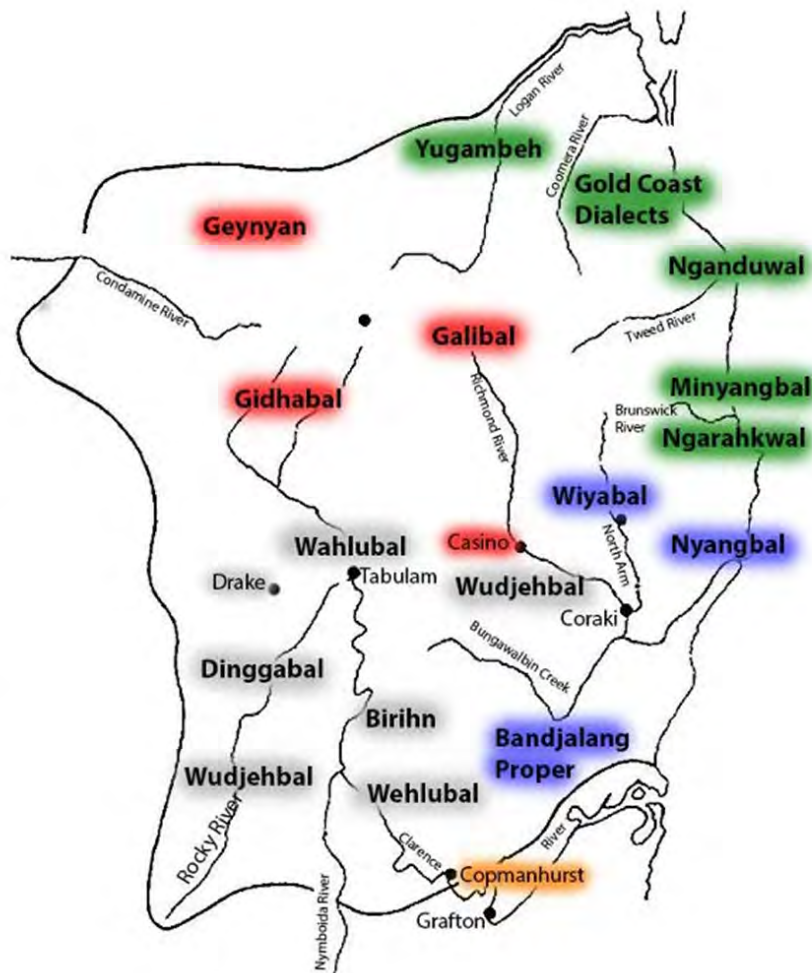 Logan River
Yugambeh
Coomera River
Gold Coast
Dialects
Geynyan
Nganduwal
Condamine River
Tweed River
Galibal
Gidhabal
Richmond River
Minyangbal
Brunswick
River
Ngarahkwal
Wiyabal
North Arm
Nyangbal
Casino
Wahlubal
Tabulam
Drake
Wudjehbal
Coraki
Bungawalbin Creek
Dinggabal
Birihn
Bandjalang
Proper
Wudjehbal
Wehlubal
Rocky River
Clarence
River
Copmanhurst
Grafton
Nymboida River